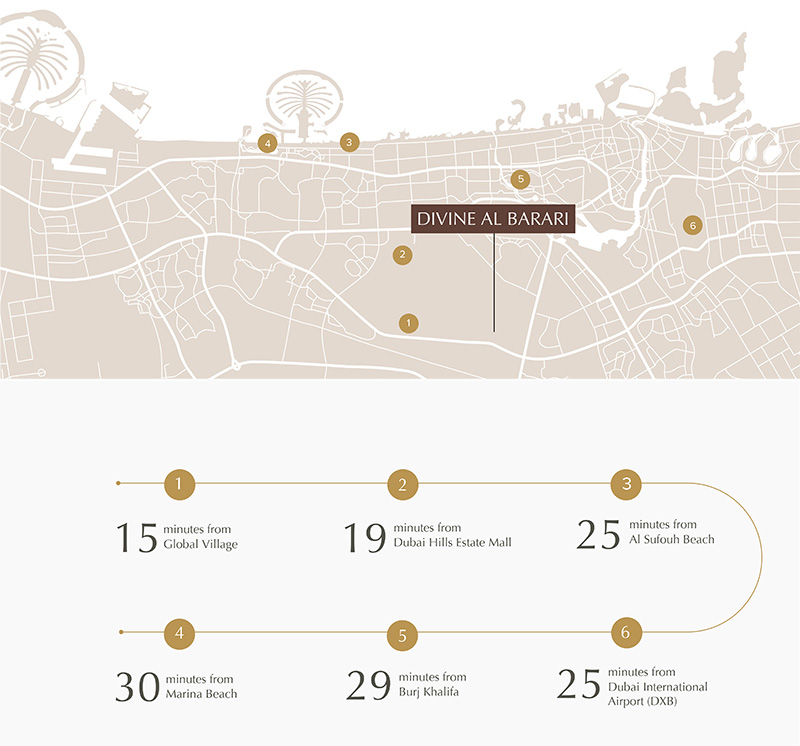 4
3
5
DIVINE AL BARARI
6
2
1
1
2
3
15 minutes from
Global Village
19 minutes from
Dubai Hills Estate Mall
25 minutes from
Al Sufouh Beach
4
5
6
30 minutes from
Marina Beach
29 minutes from
Burj Khalifa
25 minutes from
Dubai International
Airport (DXB)